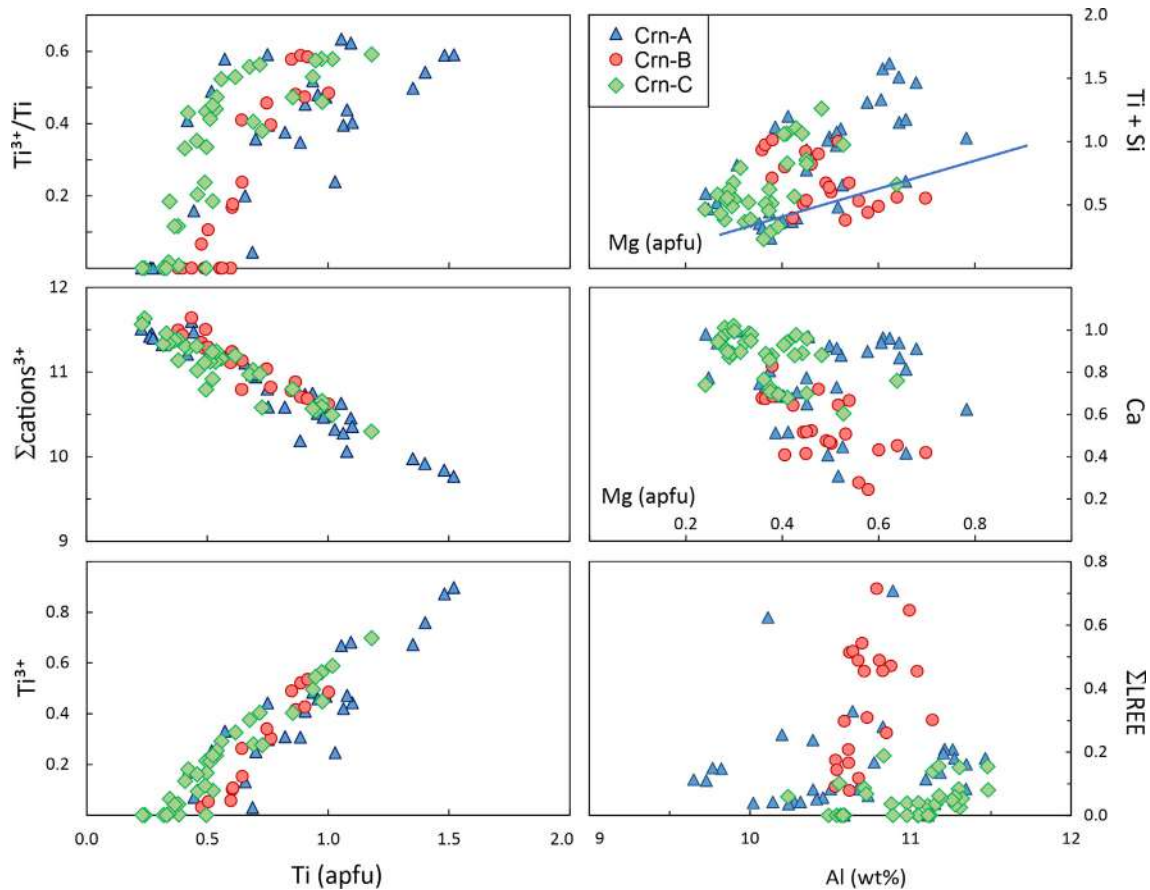 Ti³⁺/Ti
0.6
0.4
0.2
Crn-A
Crn-B
Crn-C
Mg (apfu)
2.0
1.5
1.0
0.5
Ti + Si
Σcations³⁺
12
11
10
9
Mg (apfu)
0.2 0.4 0.6 0.8
1.0
0.8
0.6
0.4
0.2
Ca
Ti³⁺
0.8
0.6
0.4
0.2
0.0 0.5 1.0 1.5 2.0
Ti (apfu)
0.8
0.6
0.4
0.2
0.0
ΣLREE
9 10 11 12
Al (wt%)